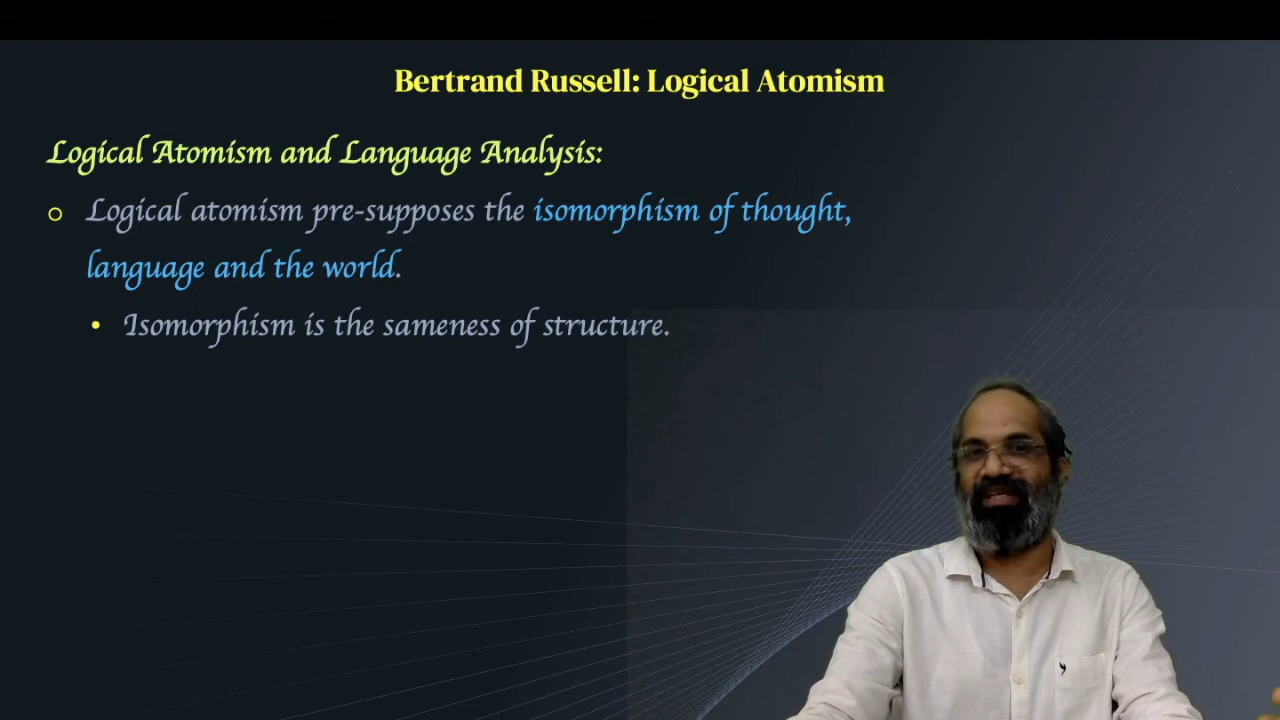 Bertrand Russell: Logical Atomism
Logical Atomism and Language Analysis:
Logical atomism pre-supposes the isomorphism of thought,
language and the world.
Isomorphism is the sameness of structure.